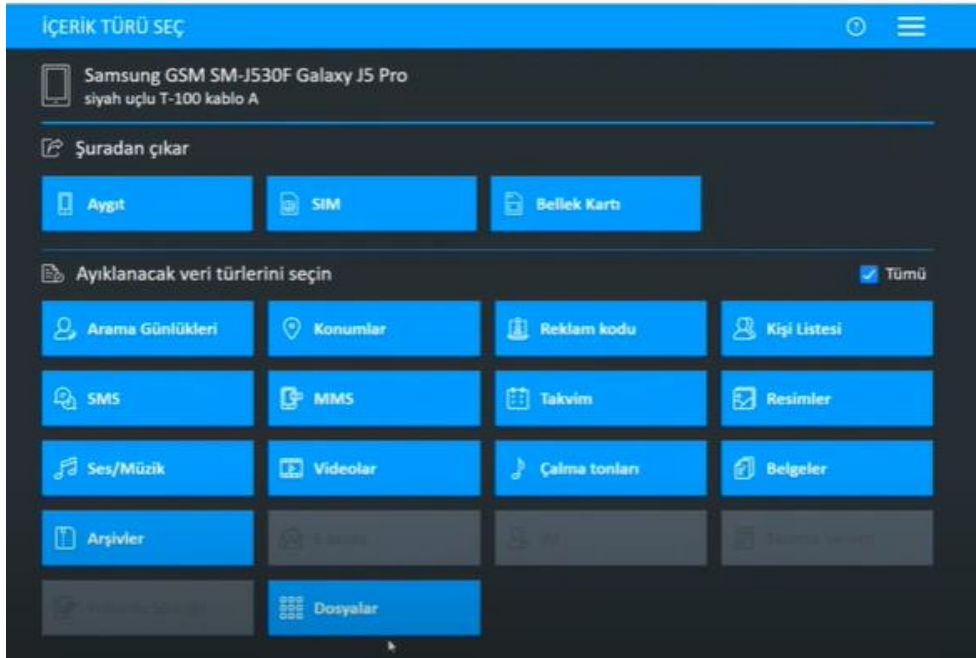 İÇERİK TÜRÜ SEÇ
Samsung GSM SM-J530F Galaxy J5 Pro
siyah uçlu T-100 kablo A
Şuradan çıkar
Aygıt
SIM
Bellek Kartı
Ayıklanacak veri türlerini seçin
Tümü
Arama Günlükleri
Konumlar
Reklam kodu
Kişi Listesi
SMS
MMS
Takvim
Resimler
Ses/Müzik
Videolar
Çalma tonları
Belgeler
Arşivler
Dosyalar